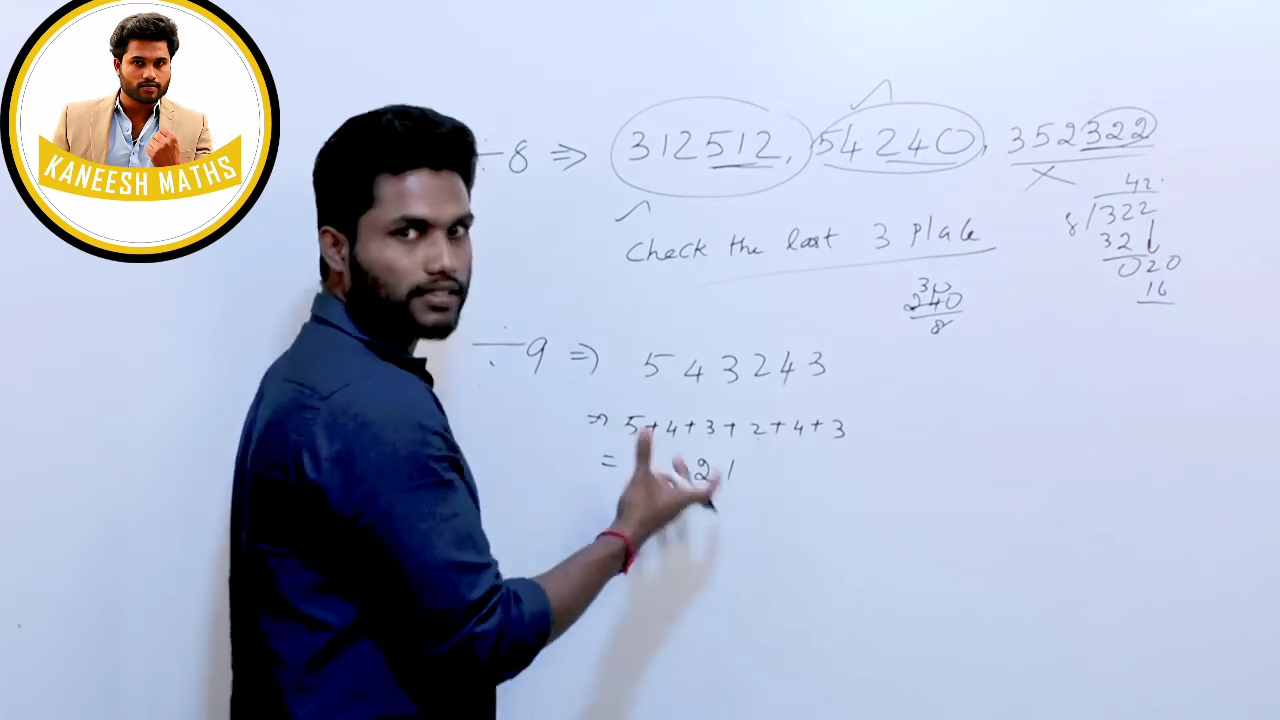 KANEESH MATHS
÷8 ⇒ 312512, 54240, 352322
Check the last 3 Place
42
8 322
32
020
16
30
240
8
÷9 ⇒ 543243
⇒ 5+4+3+2+4+3
= 21